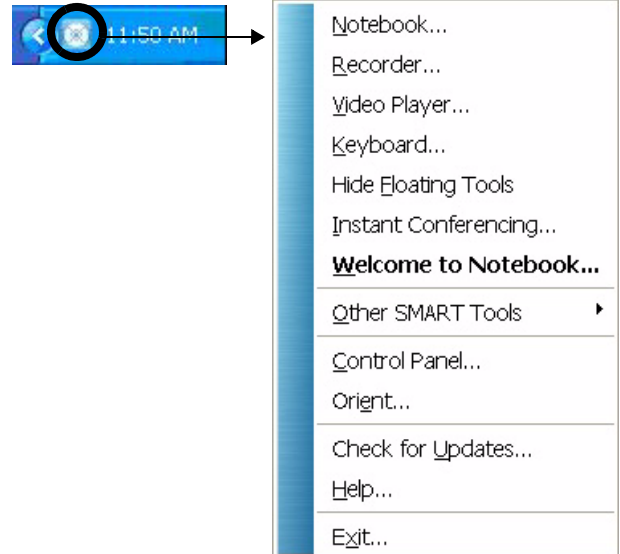 11:50 AM
Notebook...
Recorder...
Video Player...
Keyboard...
Hide Floating Tools
Instant Conferencing...
Welcome to Notebook...
Other SMART Tools
Control Panel...
Orient...
Check for Updates...
Help...
Exit...